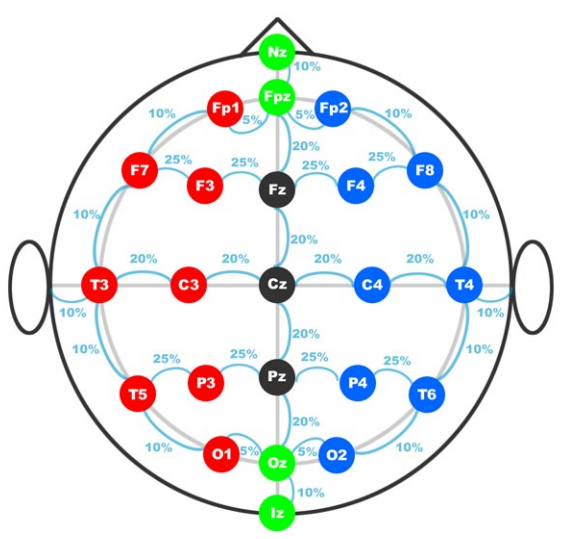 Nz
10%
Fp1 Fpz Fp2
10% 5% 5% 10%
20%
F7 25% F3 25% Fz 25% F4 25% F8
10% 10%
20%
20% 20% 20% 20%
T3 C3 Cz C4 T4
10% 10%
20%
10% 10%
25% 25% 25% 25%
T5 P3 Pz P4 T6
20%
10% 5% 5% 10%
O1 Oz O2
10%
Iz